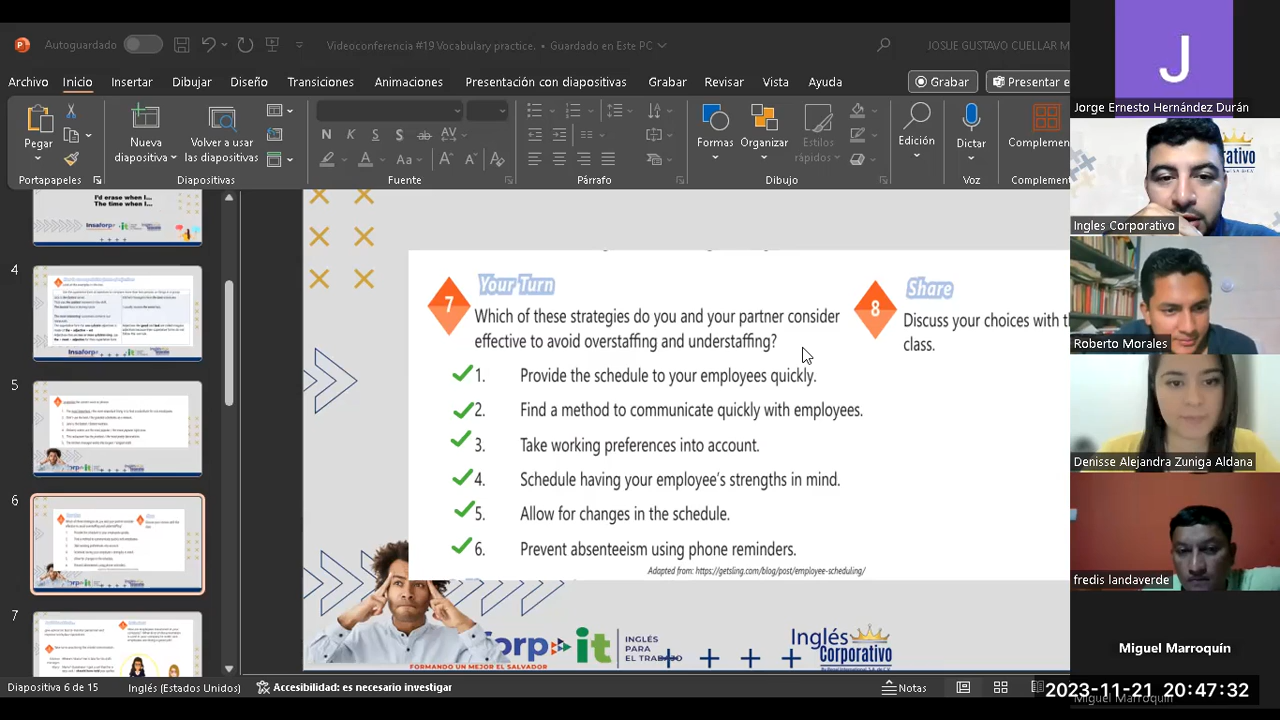 Autoguardado
Videoconferencia #19 Vocabulary practice. • Guardado en Este PC
JOSUE GUSTAVO CUELLAR M
Archivo Inicio Insertar Dibujar Diseño Transiciones Animaciones Presentación con diapositivas Grabar Revisar Vista Ayuda
Grabar
Presentar e
Pegar
Nueva diapositiva
Volver a usar las diapositivas
Formas
Organizar
Estilos rápidos
Edición
Dictar
Complemen
Portapapeles
Diapositivas
Fuente
Párrafo
Dibujo
Voz
Complement
I'd erase when I...
The time when I...
4
5
6
7
7
Your Turn
Which of these strategies do you and your partner consider
effective to avoid overstaffing and understaffing?
1. Provide the schedule to your employees quickly.
2. Find a method to communicate quickly with employees.
3. Take working preferences into account.
4. Schedule having your employee's strengths in mind.
5. Allow for changes in the schedule.
6. Prevent absenteeism using phone reminders.
Adapted from: https://getsling.com/blog/post/employee-scheduling/
8
Share
Discuss your choices with th
class.
INGLÉS
PARA
EL TRABAJO
FORMANDO UN MEJOR EL SALVADOR
Inglés
Corporativo
Diapositiva 6 de 15
Inglés (Estados Unidos)
Accesibilidad: es necesario investigar
Notas
J
Jorge Ernesto Hernández Durán
Ingles Corporativo
Roberto Morales
Denisse Alejandra Zuniga Aldana
fredis landaverde
Miguel Marroquín
Miguel Marroquín
2023-11-21 20:47:32